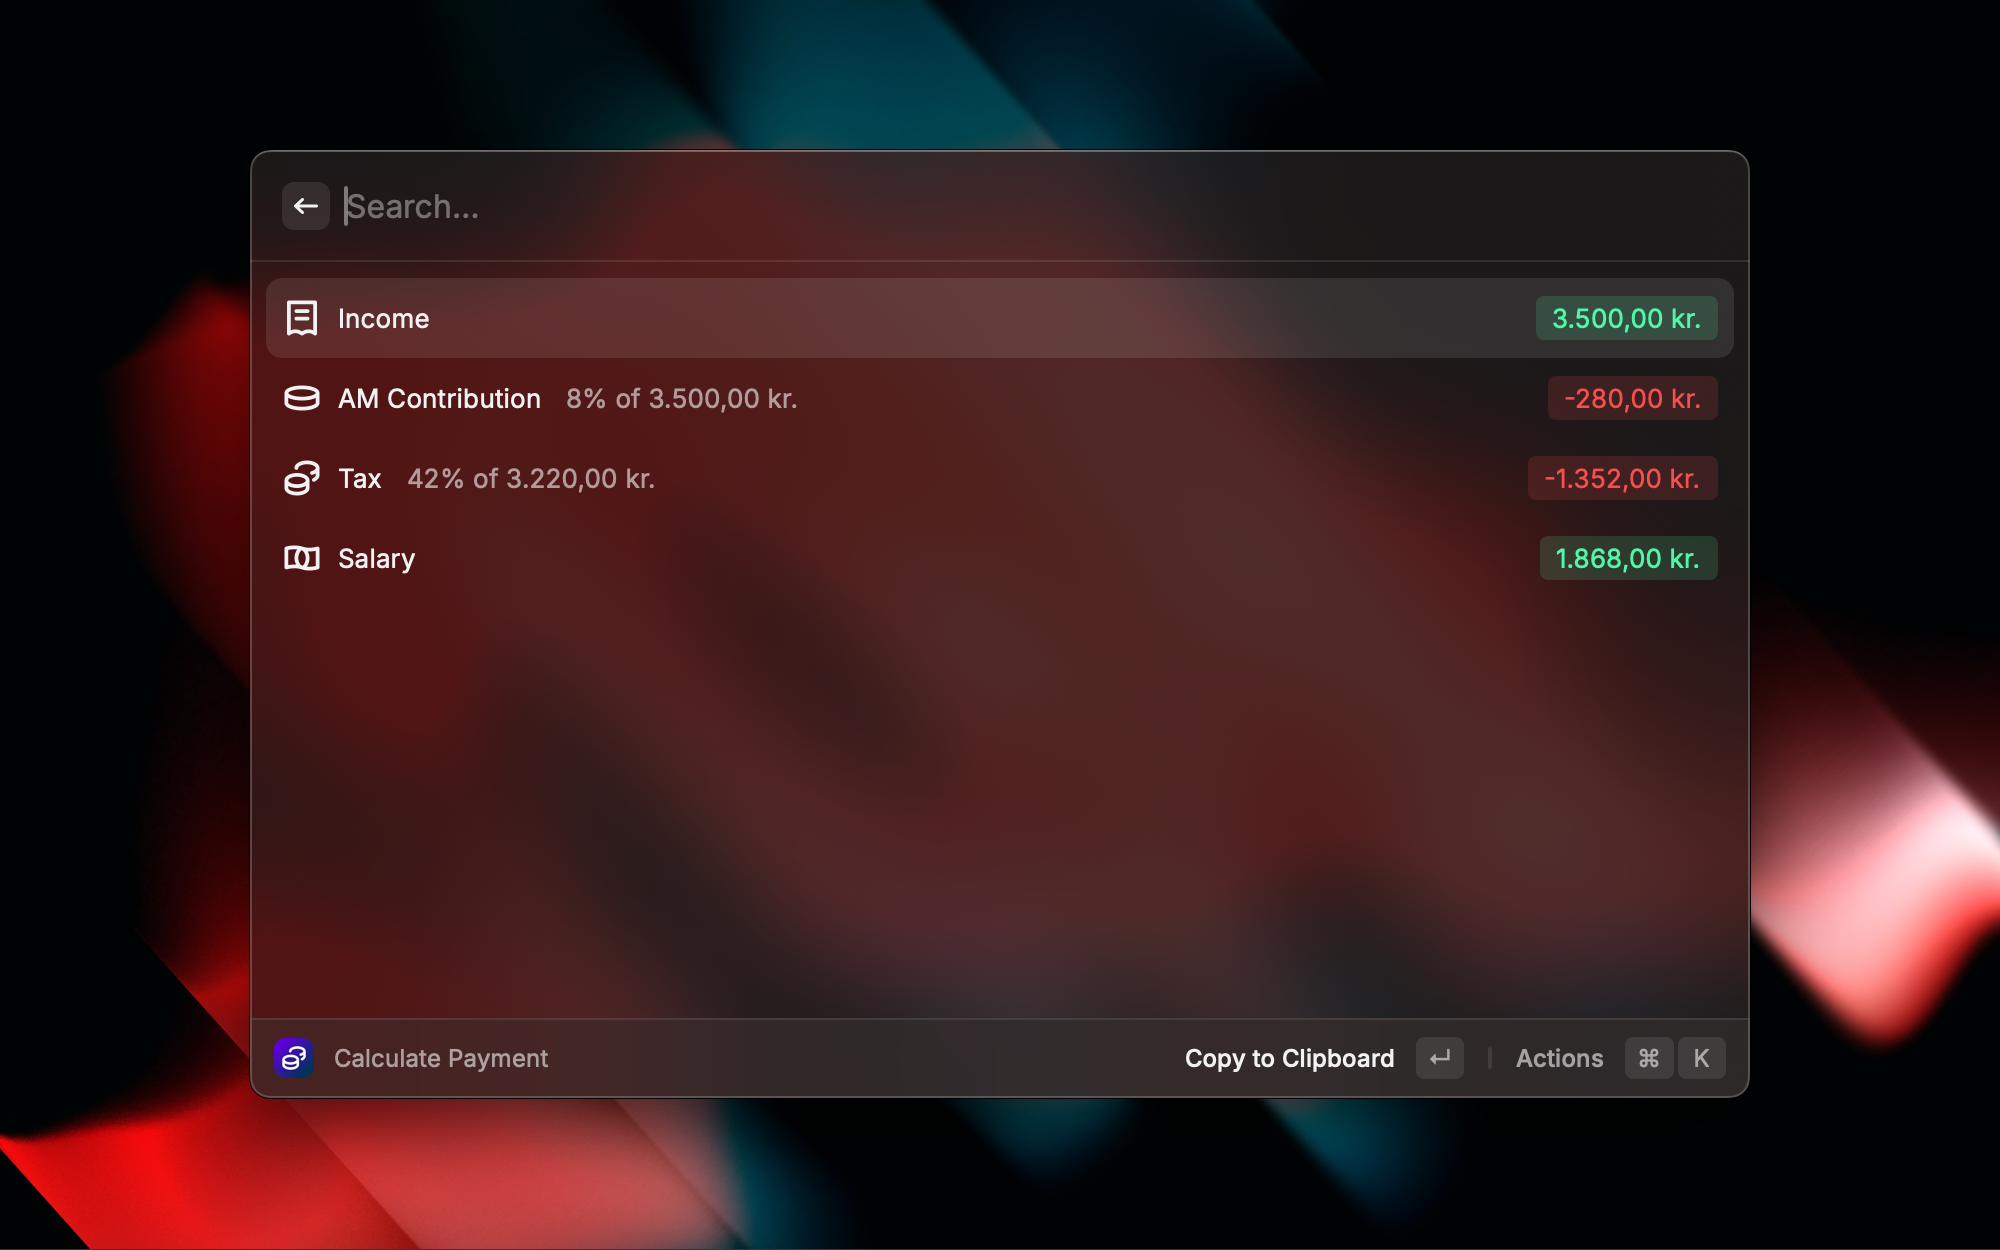 Search...
Income 3.500,00 kr.
AM Contribution 8% of 3.500,00 kr. -280,00 kr.
Tax 42% of 3.220,00 kr. -1.352,00 kr.
Salary 1.868,00 kr.
Calculate Payment Copy to Clipboard ↵ Actions ⌘ K